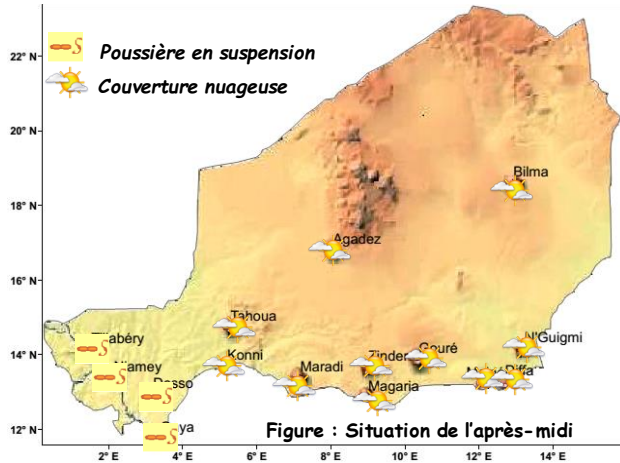 22° N
Poussière en suspension
Couverture nuageuse
20° N
Bilma
18° N
Agadez
16° N
Tahoua
N'Guigmi
14° N
Konni
Maradi
Zinder
Gouré
Diffa
Magaria
12° N
Figure : Situation de l'après-midi
0° E
2° E
4° E
6° E
8° E
10° E
12° E
14° E